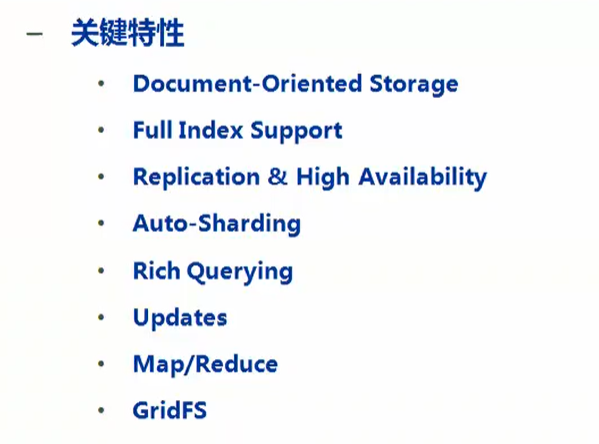 – 关键特性
• Document-Oriented Storage
• Full Index Support
• Replication & High Availability
• Auto-Sharding
• Rich Querying
• Updates
• Map/Reduce
• GridFS